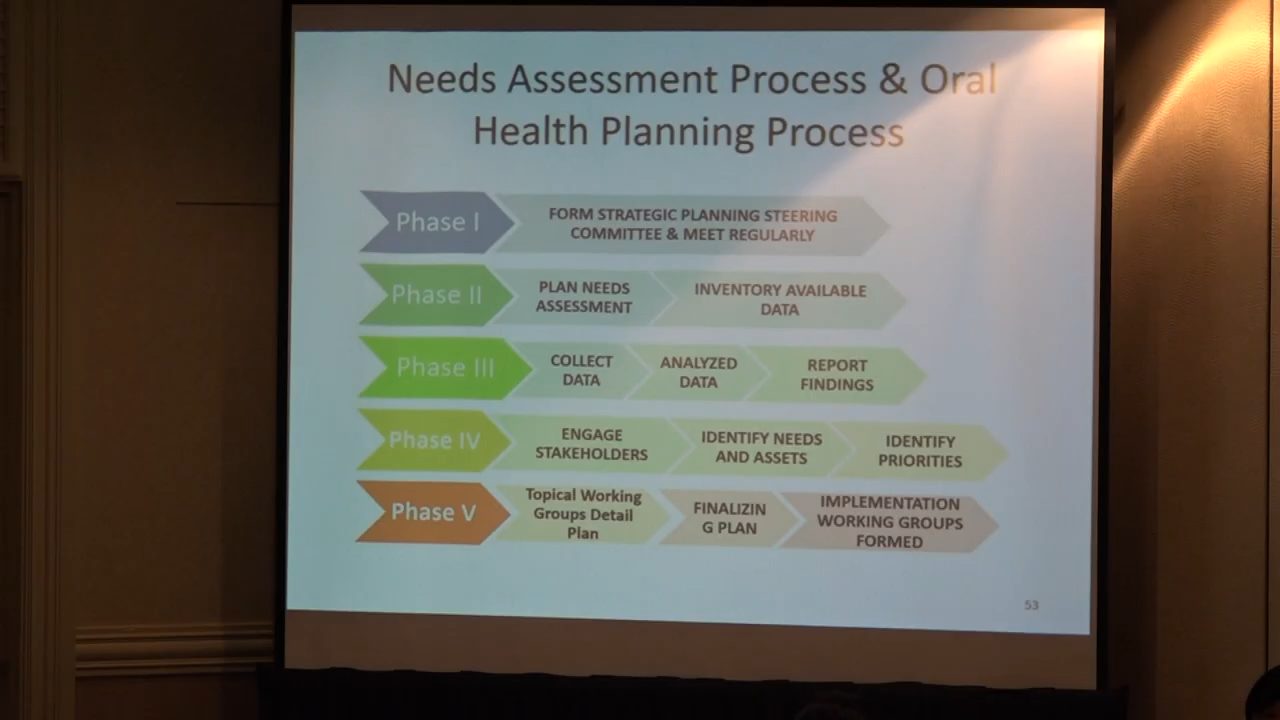 Needs Assessment Process & Oral
Health Planning Process
Phase I
FORM STRATEGIC PLANNING STEERING
COMMITTEE & MEET REGULARLY
Phase II
PLAN NEEDS
ASSESSMENT
INVENTORY AVAILABLE
DATA
Phase III
COLLECT
DATA
ANALYZED
DATA
REPORT
FINDINGS
Phase IV
ENGAGE
STAKEHOLDERS
IDENTIFY NEEDS
AND ASSETS
IDENTIFY
PRIORITIES
Phase V
Topical Working
Groups Detail
Plan
FINALIZIN
G PLAN
IMPLEMENTATION
WORKING GROUPS
FORMED
53